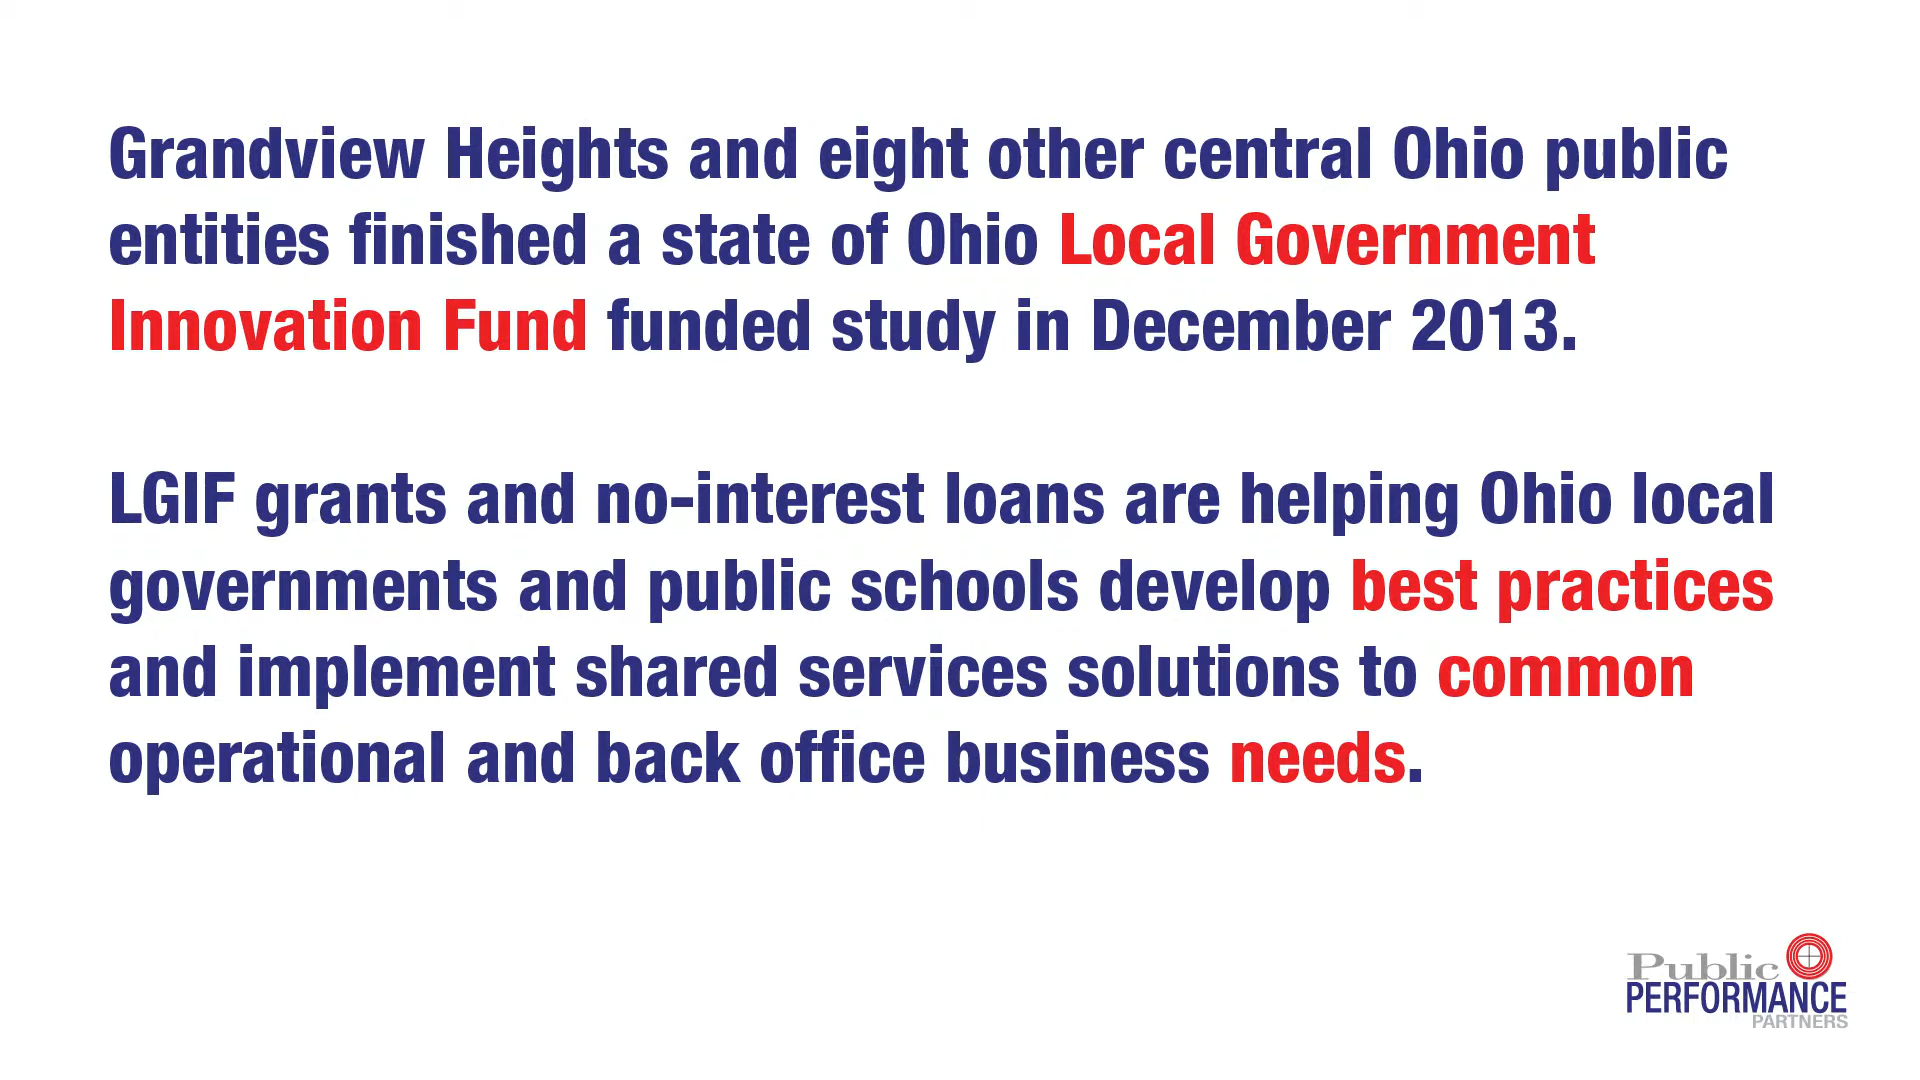 Grandview Heights and eight other central Ohio public
entities finished a state of Ohio Local Government
Innovation Fund funded study in December 2013.
LGIF grants and no-interest loans are helping Ohio local
governments and public schools develop best practices
and implement shared services solutions to common
operational and back office business needs.
Public
PERFORMANCE
PARTNERS